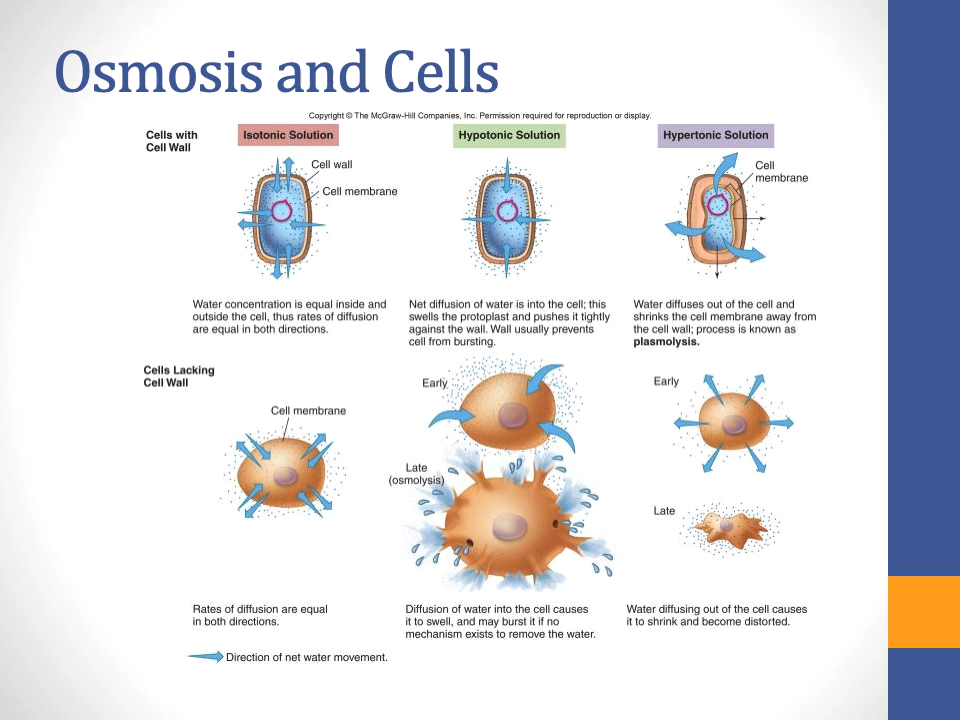 Osmosis and Cells
Copyright © The McGraw-Hill Companies, Inc. Permission required for reproduction or display.
Cells with
Cell Wall
Isotonic Solution
Hypotonic Solution
Hypertonic Solution
Cell wall
Cell membrane
Cell
membrane
Water concentration is equal inside and
outside the cell, thus rates of diffusion
are equal in both directions.
Net diffusion of water is into the cell; this
swells the protoplast and pushes it tightly
against the wall. Wall usually prevents
cell from bursting.
Water diffuses out of the cell and
shrinks the cell membrane away from
the cell wall; process is known as
plasmolysis.
Cells Lacking
Cell Wall
Cell membrane
Early
Late
(osmolysis)
Early
Late
Rates of diffusion are equal
in both directions.
Diffusion of water into the cell causes
it to swell, and may burst it if no
mechanism exists to remove the water.
Water diffusing out of the cell causes
it to shrink and become distorted.
Direction of net water movement.